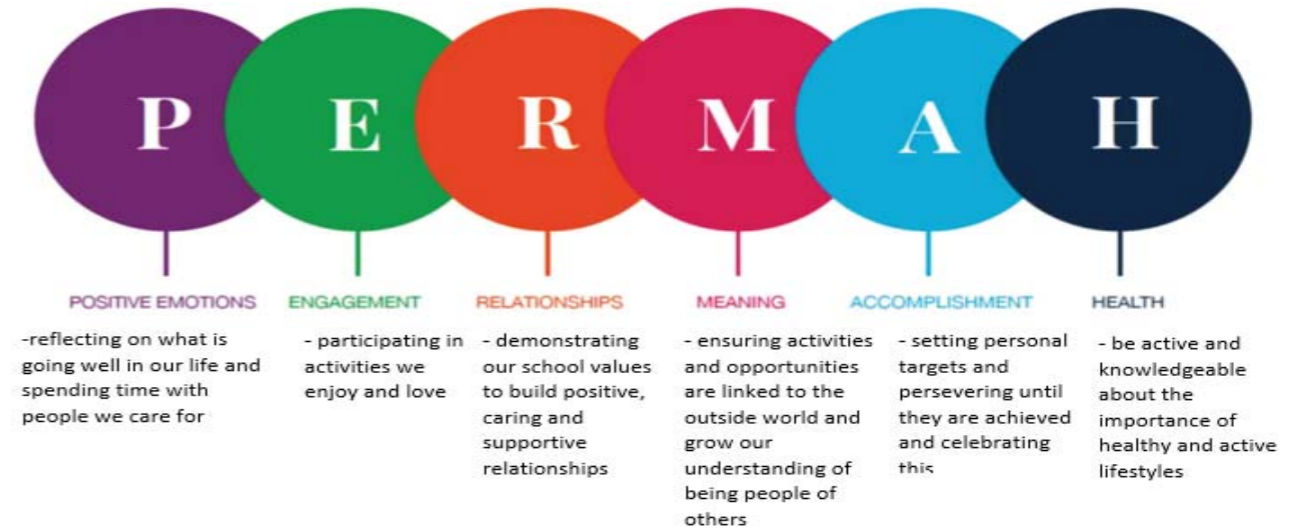 P E R M A H
POSITIVE EMOTIONS
-reflecting on what is
going well in our life and
spending time with
people we care for
ENGAGEMENT
- participating in
activities we
enjoy and love
RELATIONSHIPS
- demonstrating
our school values
to build positive,
caring and
supportive
relationships
MEANING
- ensuring activities
and opportunities
are linked to the
outside world and
grow our
understanding of
being people of
others
ACCOMPLISHMENT
- setting personal
targets and
persevering until
they are achieved
and celebrating
this
HEALTH
- be active and
knowledgeable
about the
importance of
healthy and active
lifestyles